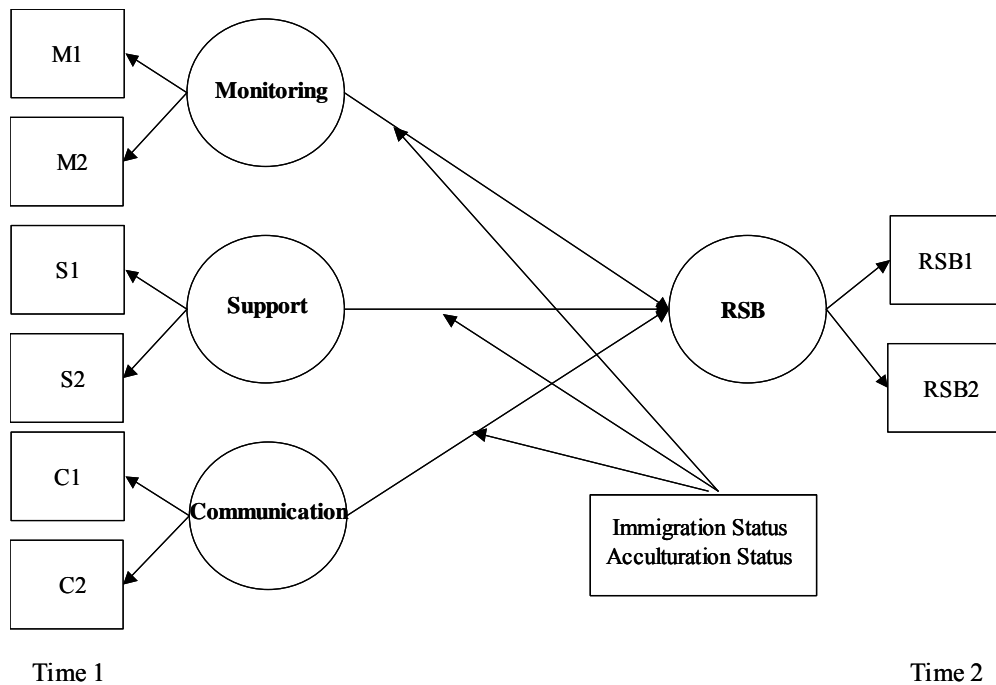 M1
Monitoring
M2
S1
Support
S2
C1
Communication
C2
RSB
RSB1
RSB2
Immigration Status
Acculturation Status
Time 1
Time 2